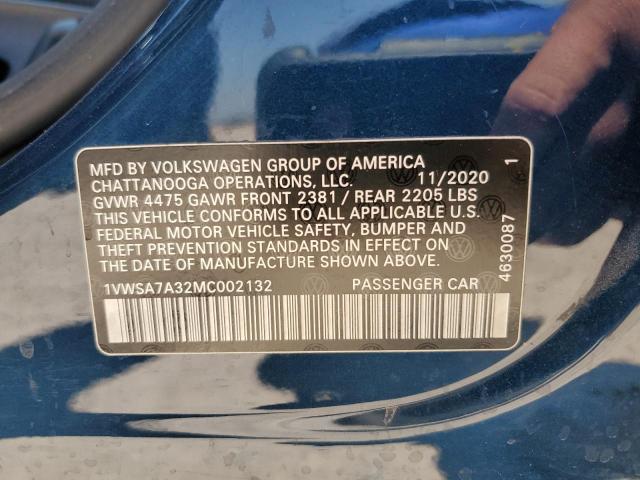 MFD BY VOLKSWAGEN GROUP OF AMERICA
CHATTANOOGA OPERATIONS, LLC. 11/2020
GVWR 4475 GAWR FRONT 2381 / REAR 2205 LBS
THIS VEHICLE CONFORMS TO ALL APPLICABLE U.S.
FEDERAL MOTOR VEHICLE SAFETY, BUMPER AND
THEFT PREVENTION STANDARDS IN EFFECT ON
THE DATE OF MANUFACTURE SHOWN ABOVE.
1VWSA7A32MC002132 PASSENGER CAR
4630087 1